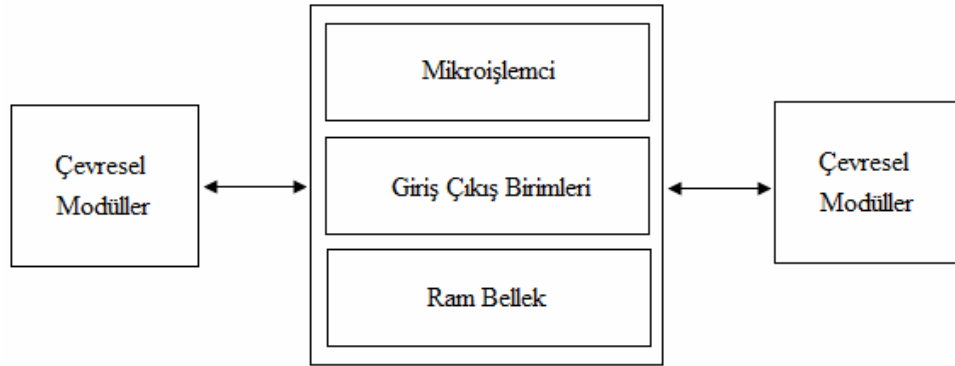 Çevresel
Modüller
Mikroişlemci
Giriş Çıkış Birimleri
Ram Bellek
Çevresel
Modüller